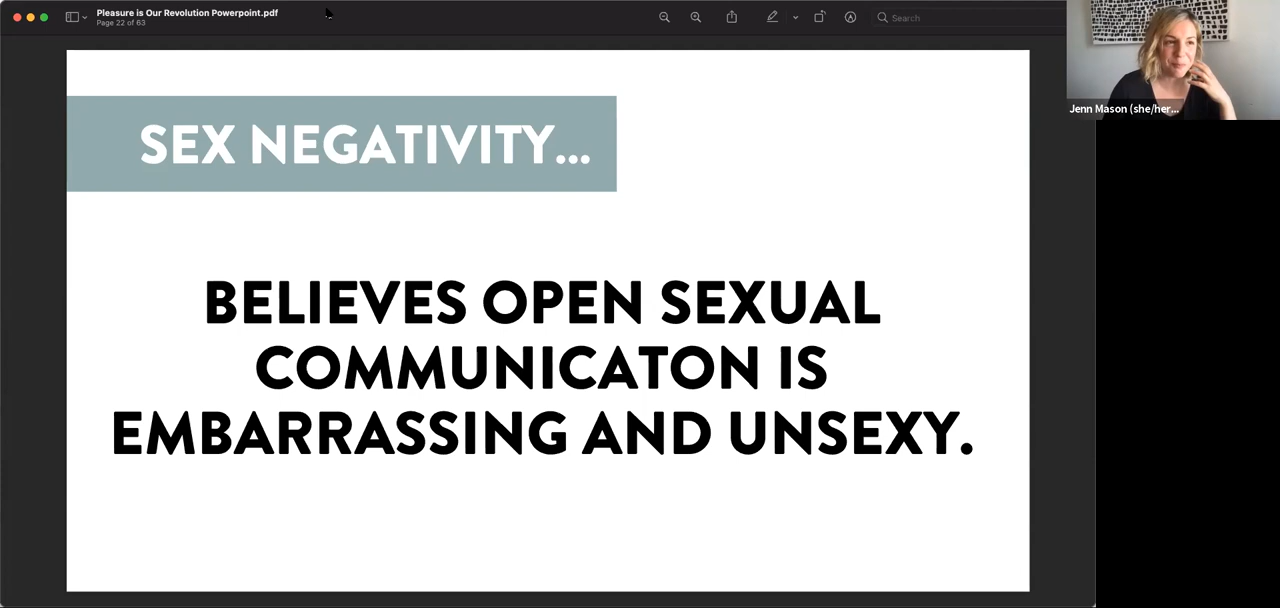 Pleasure is Our Revolution Powerpoint.pdf
Page 22 of 63
Search
Jenn Mason (she/her...
SEX NEGATIVITY...
BELIEVES OPEN SEXUAL
COMMUNICATON IS
EMBARRASSING AND UNSEXY.